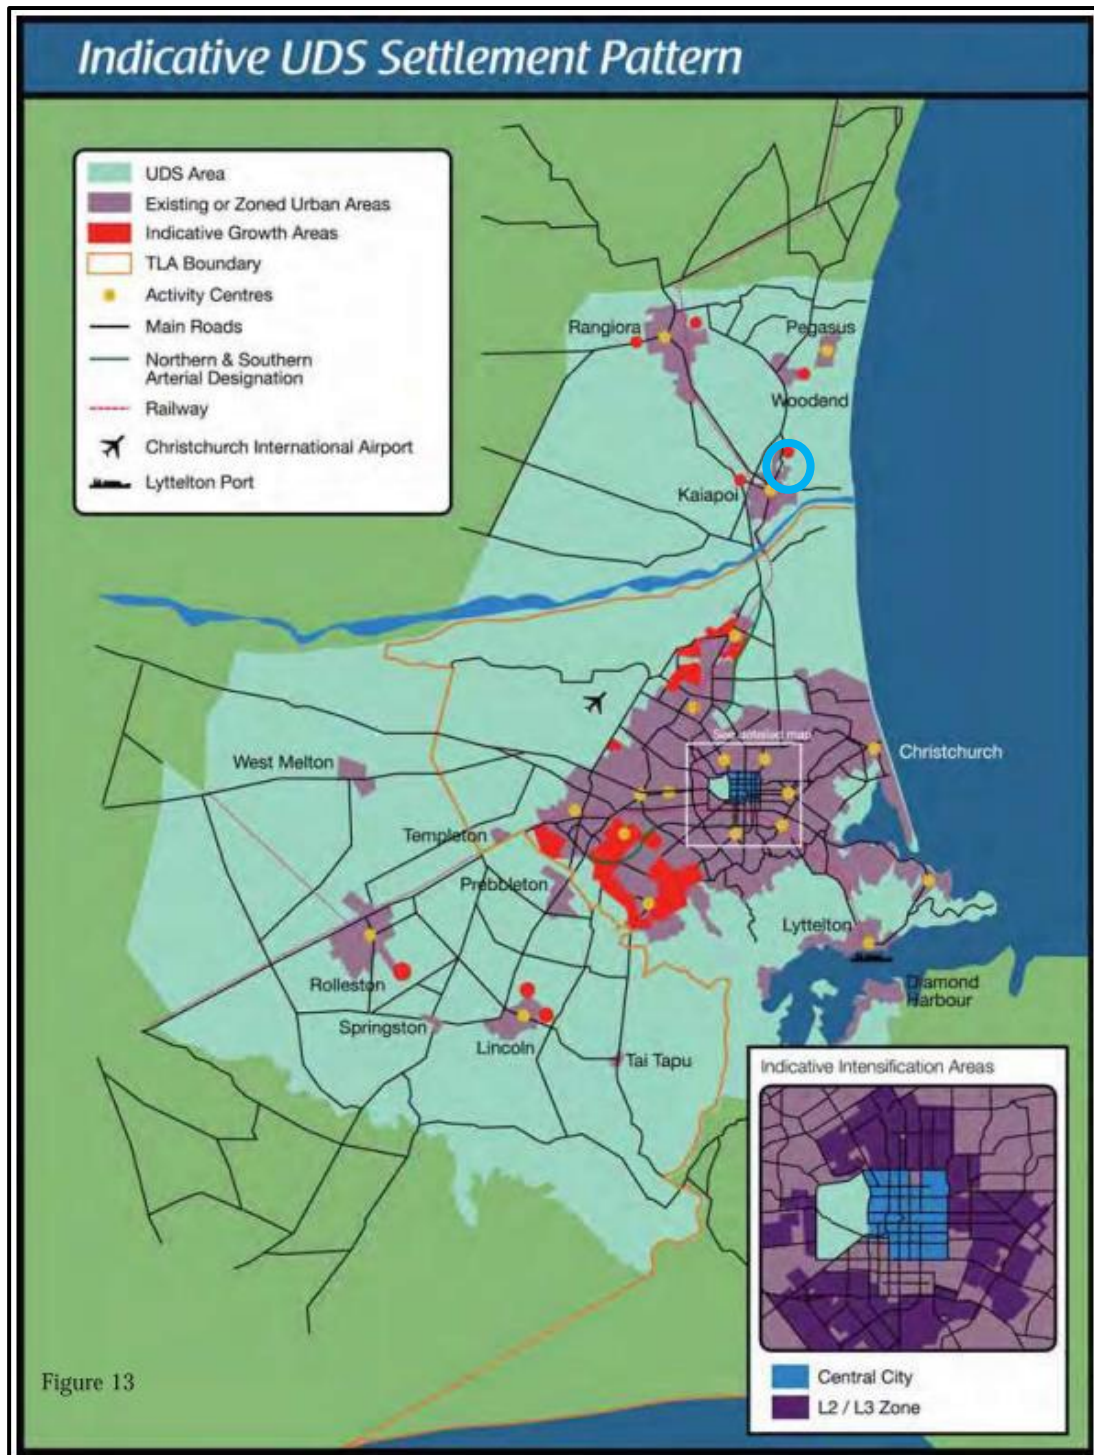 Indicative UDS Settlement Pattern
UDS Area
Existing or Zoned Urban Areas
Indicative Growth Areas
TLA Boundary
Activity Centres
Main Roads
Northern & Southern
Arterial Designation
Railway
Christchurch International Airport
Lyttelton Port
Rangiora
Pegasus
Woodend
Kaiapoi
See detailed map
Christchurch
West Melton
Templeton
Prebbleton
Lyttelton
Rolleston
Diamond
Harbour
Springston
Lincoln
Tai Tapu
Indicative Intensification Areas
Central City
L2 / L3 Zone
Figure 13